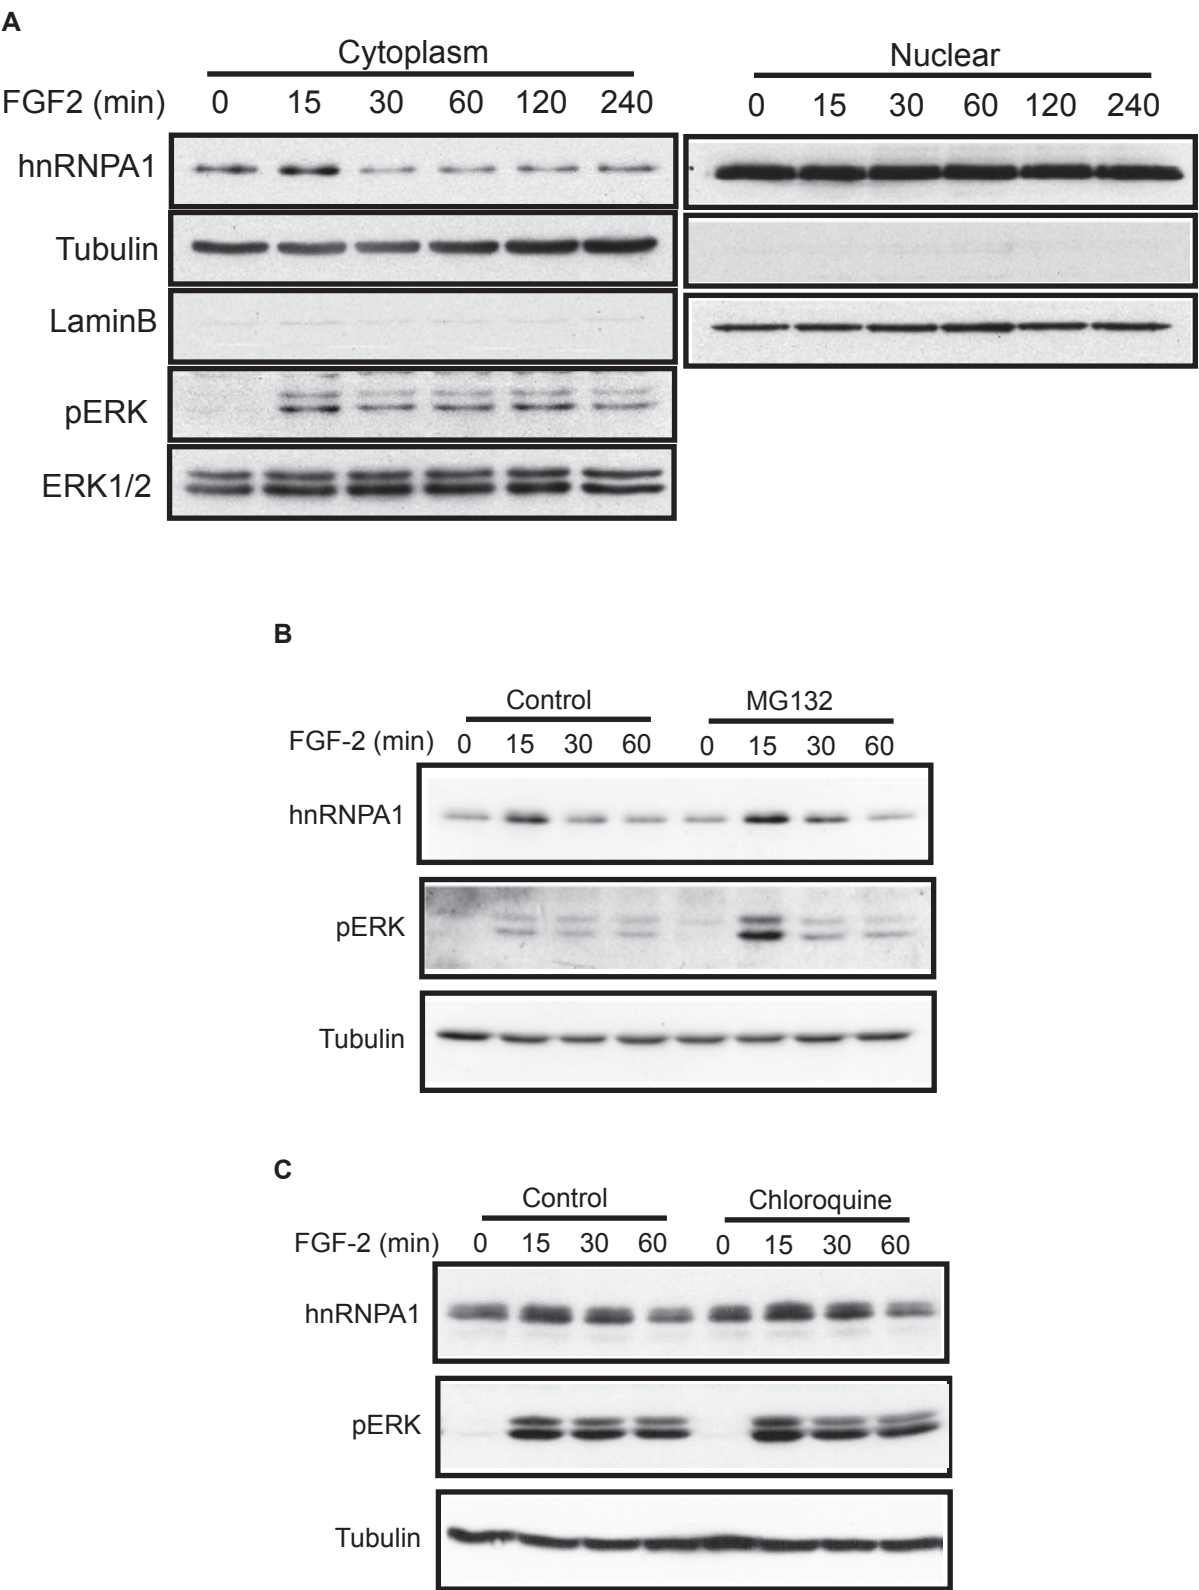 A
Cytoplasm Nuclear
FGF2 (min) 0 15 30 60 120 240 0 15 30 60 120 240
hnRNPA1
Tubulin
LaminB
pERK
ERK1/2
B
Control MG132
FGF-2 (min) 0 15 30 60 0 15 30 60
hnRNPA1
pERK
Tubulin
C
Control Chloroquine
FGF-2 (min) 0 15 30 60 0 15 30 60
hnRNPA1
pERK
Tubulin